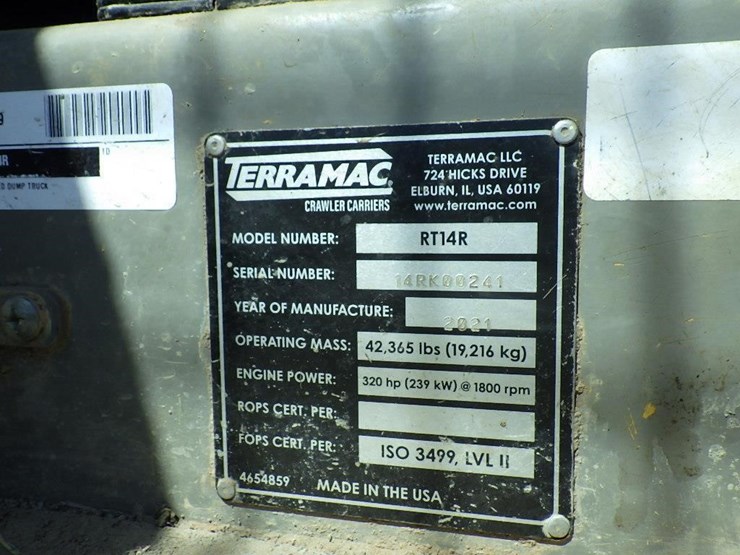 9
R
10
D DUMP TRUCK
TERRAMAC
CRAWLER CARRIERS
TERRAMAC LLC
724 HICKS DRIVE
ELBURN, IL, USA 60119
www.terramac.com
MODEL NUMBER: RT14R
SERIAL NUMBER: 14RK00241
YEAR OF MANUFACTURE: 2021
OPERATING MASS: 42,365 lbs (19,216 kg)
ENGINE POWER: 320 hp (239 kW) @ 1800 rpm
ROPS CERT. PER:
FOPS CERT. PER: ISO 3499, LVL II
4654859 MADE IN THE USA